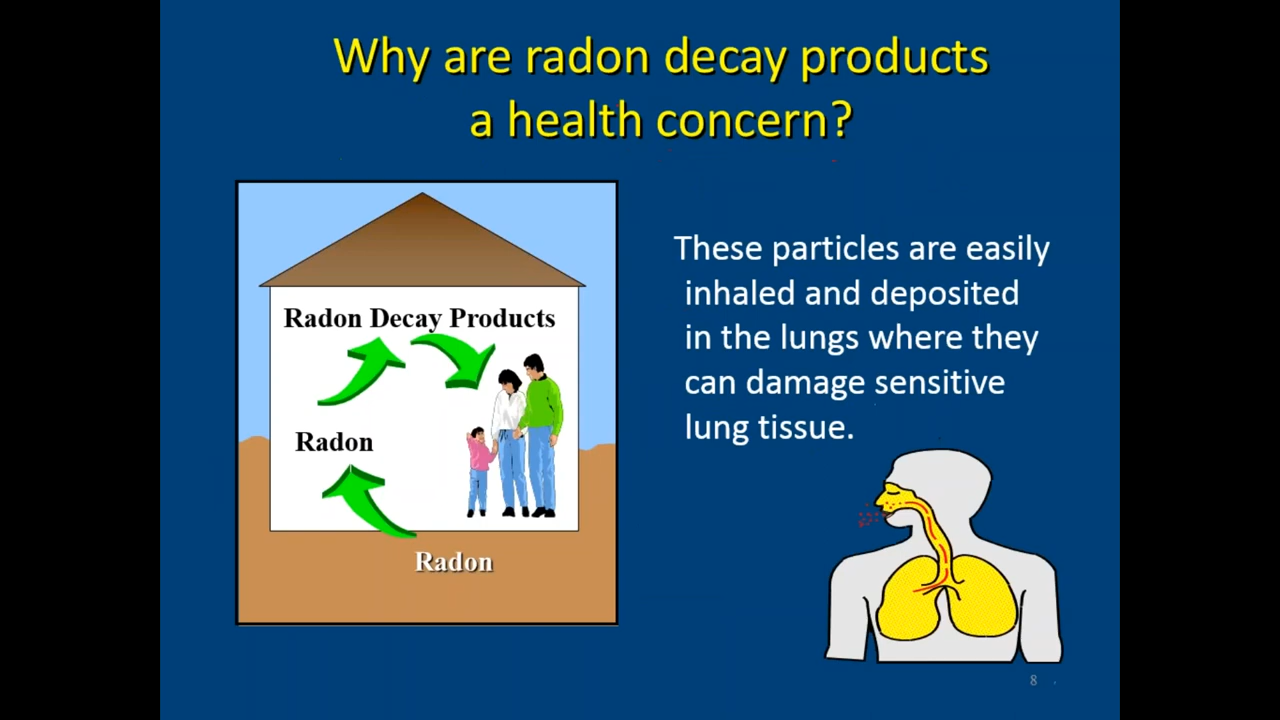 Why are radon decay products
a health concern?
Radon Decay Products
Radon
Radon
These particles are easily
inhaled and deposited
in the lungs where they
can damage sensitive
lung tissue.
8